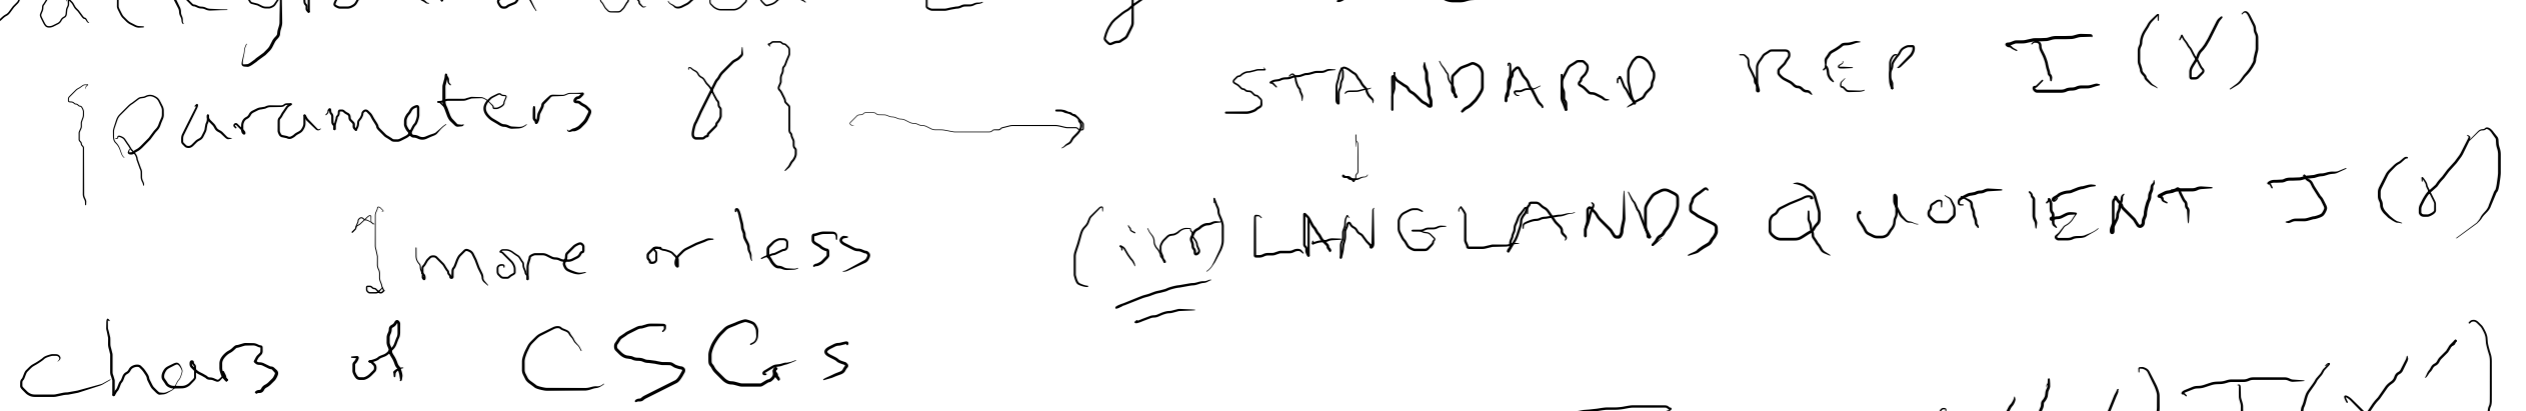 {parameters γ} → STANDARD REP I(γ)
↓
↕ more or less (irr) LANGLANDS QUOTIENT J(γ)
chars of CSGs